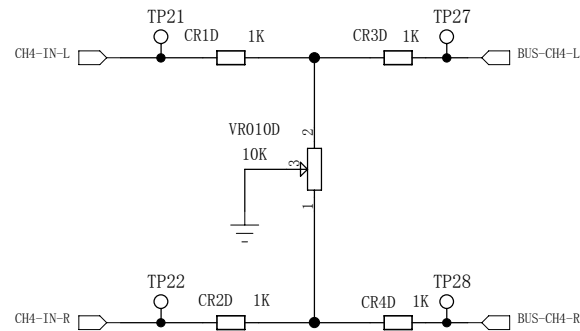 TP21 TP27
CR1D 1K CR3D 1K
CH4-IN-L BUS-CH4-L
VR010D 2
10K 3
1
TP22 TP28
CR2D 1K CR4D 1K
CH4-IN-R BUS-CH4-R